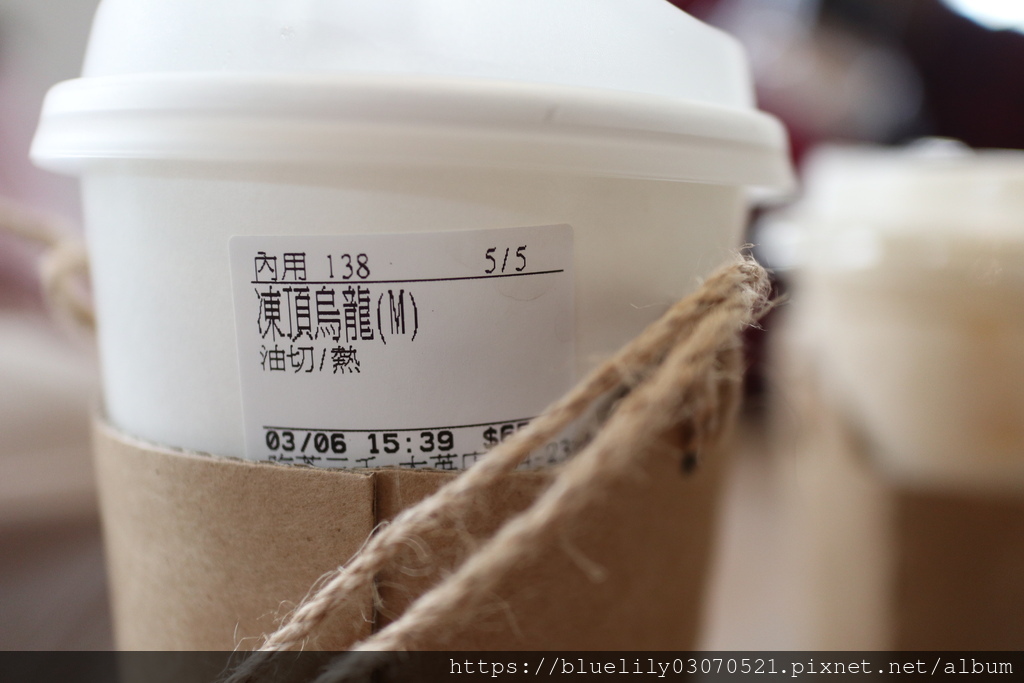 內用 138 5/5
凍頂烏龍(M)
油切/熱
03/06 15:39
https://bluelily03070521.pixnet.net/album